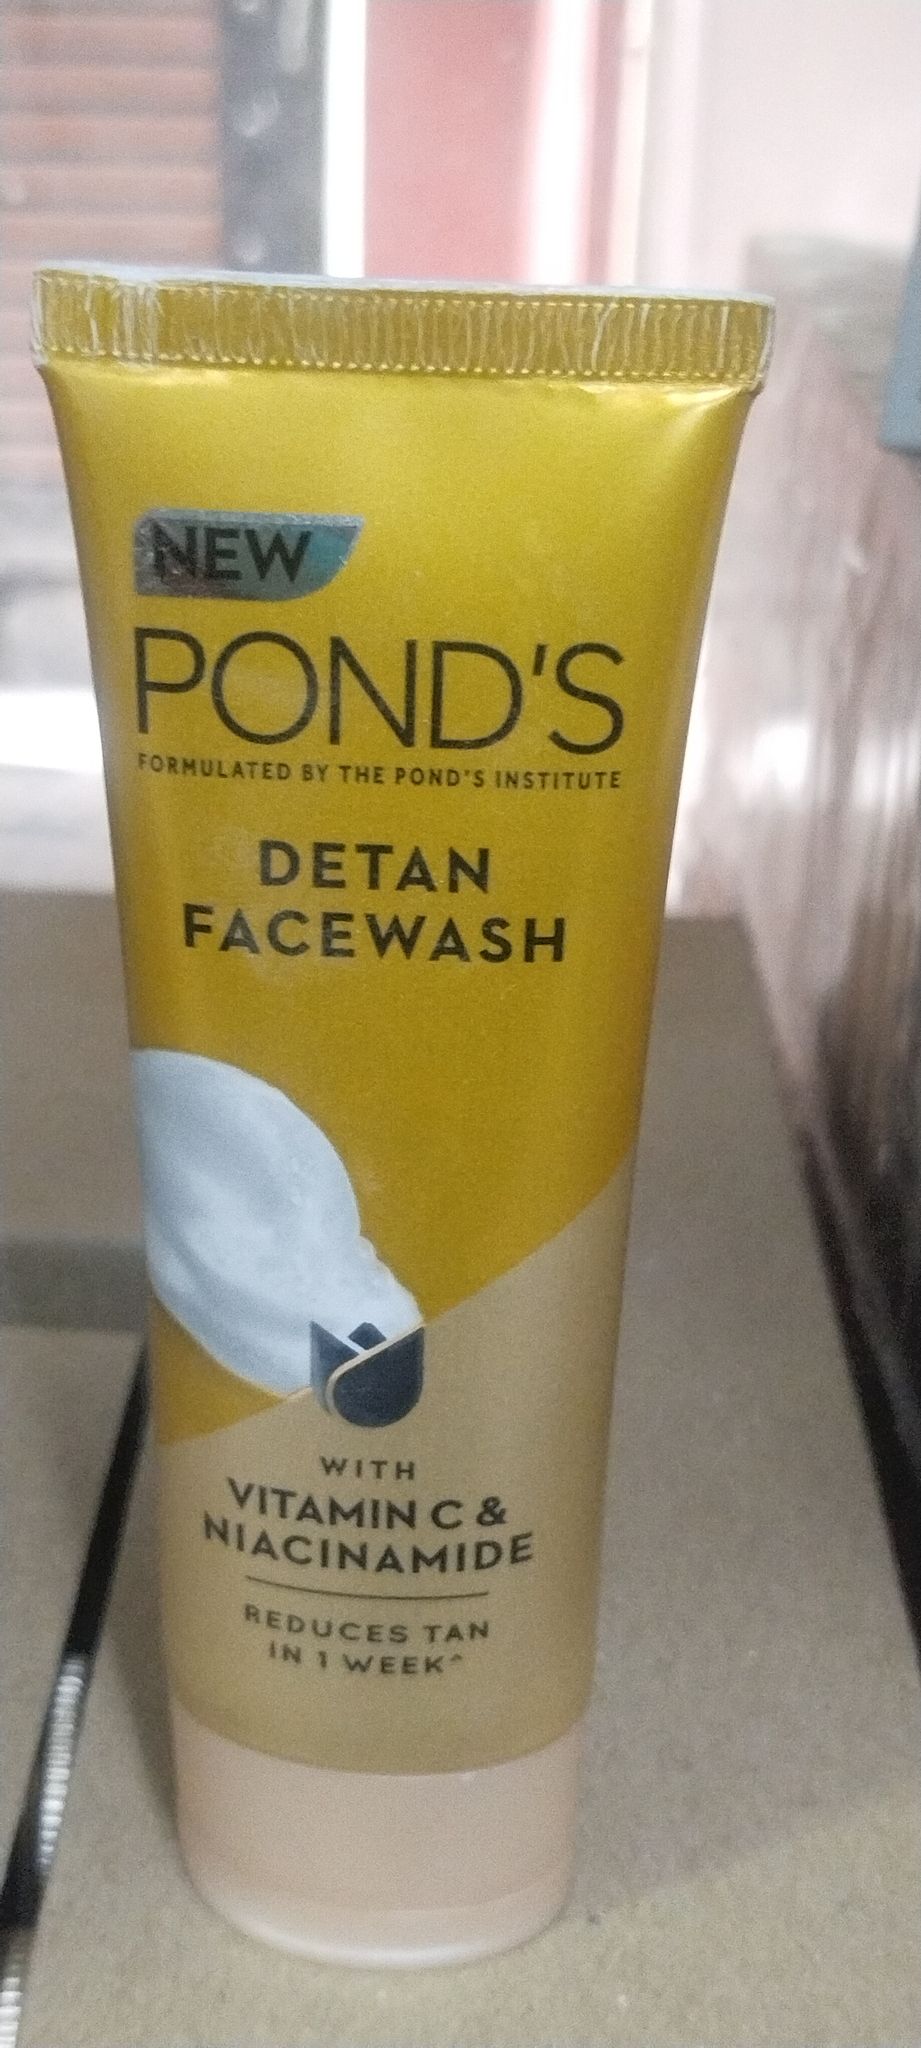 NEW
POND'S
FORMULATED BY THE POND'S INSTITUTE
DETAN
FACEWASH
WITH
VITAMIN C &
NIACINAMIDE
REDUCES TAN
IN 1 WEEK^